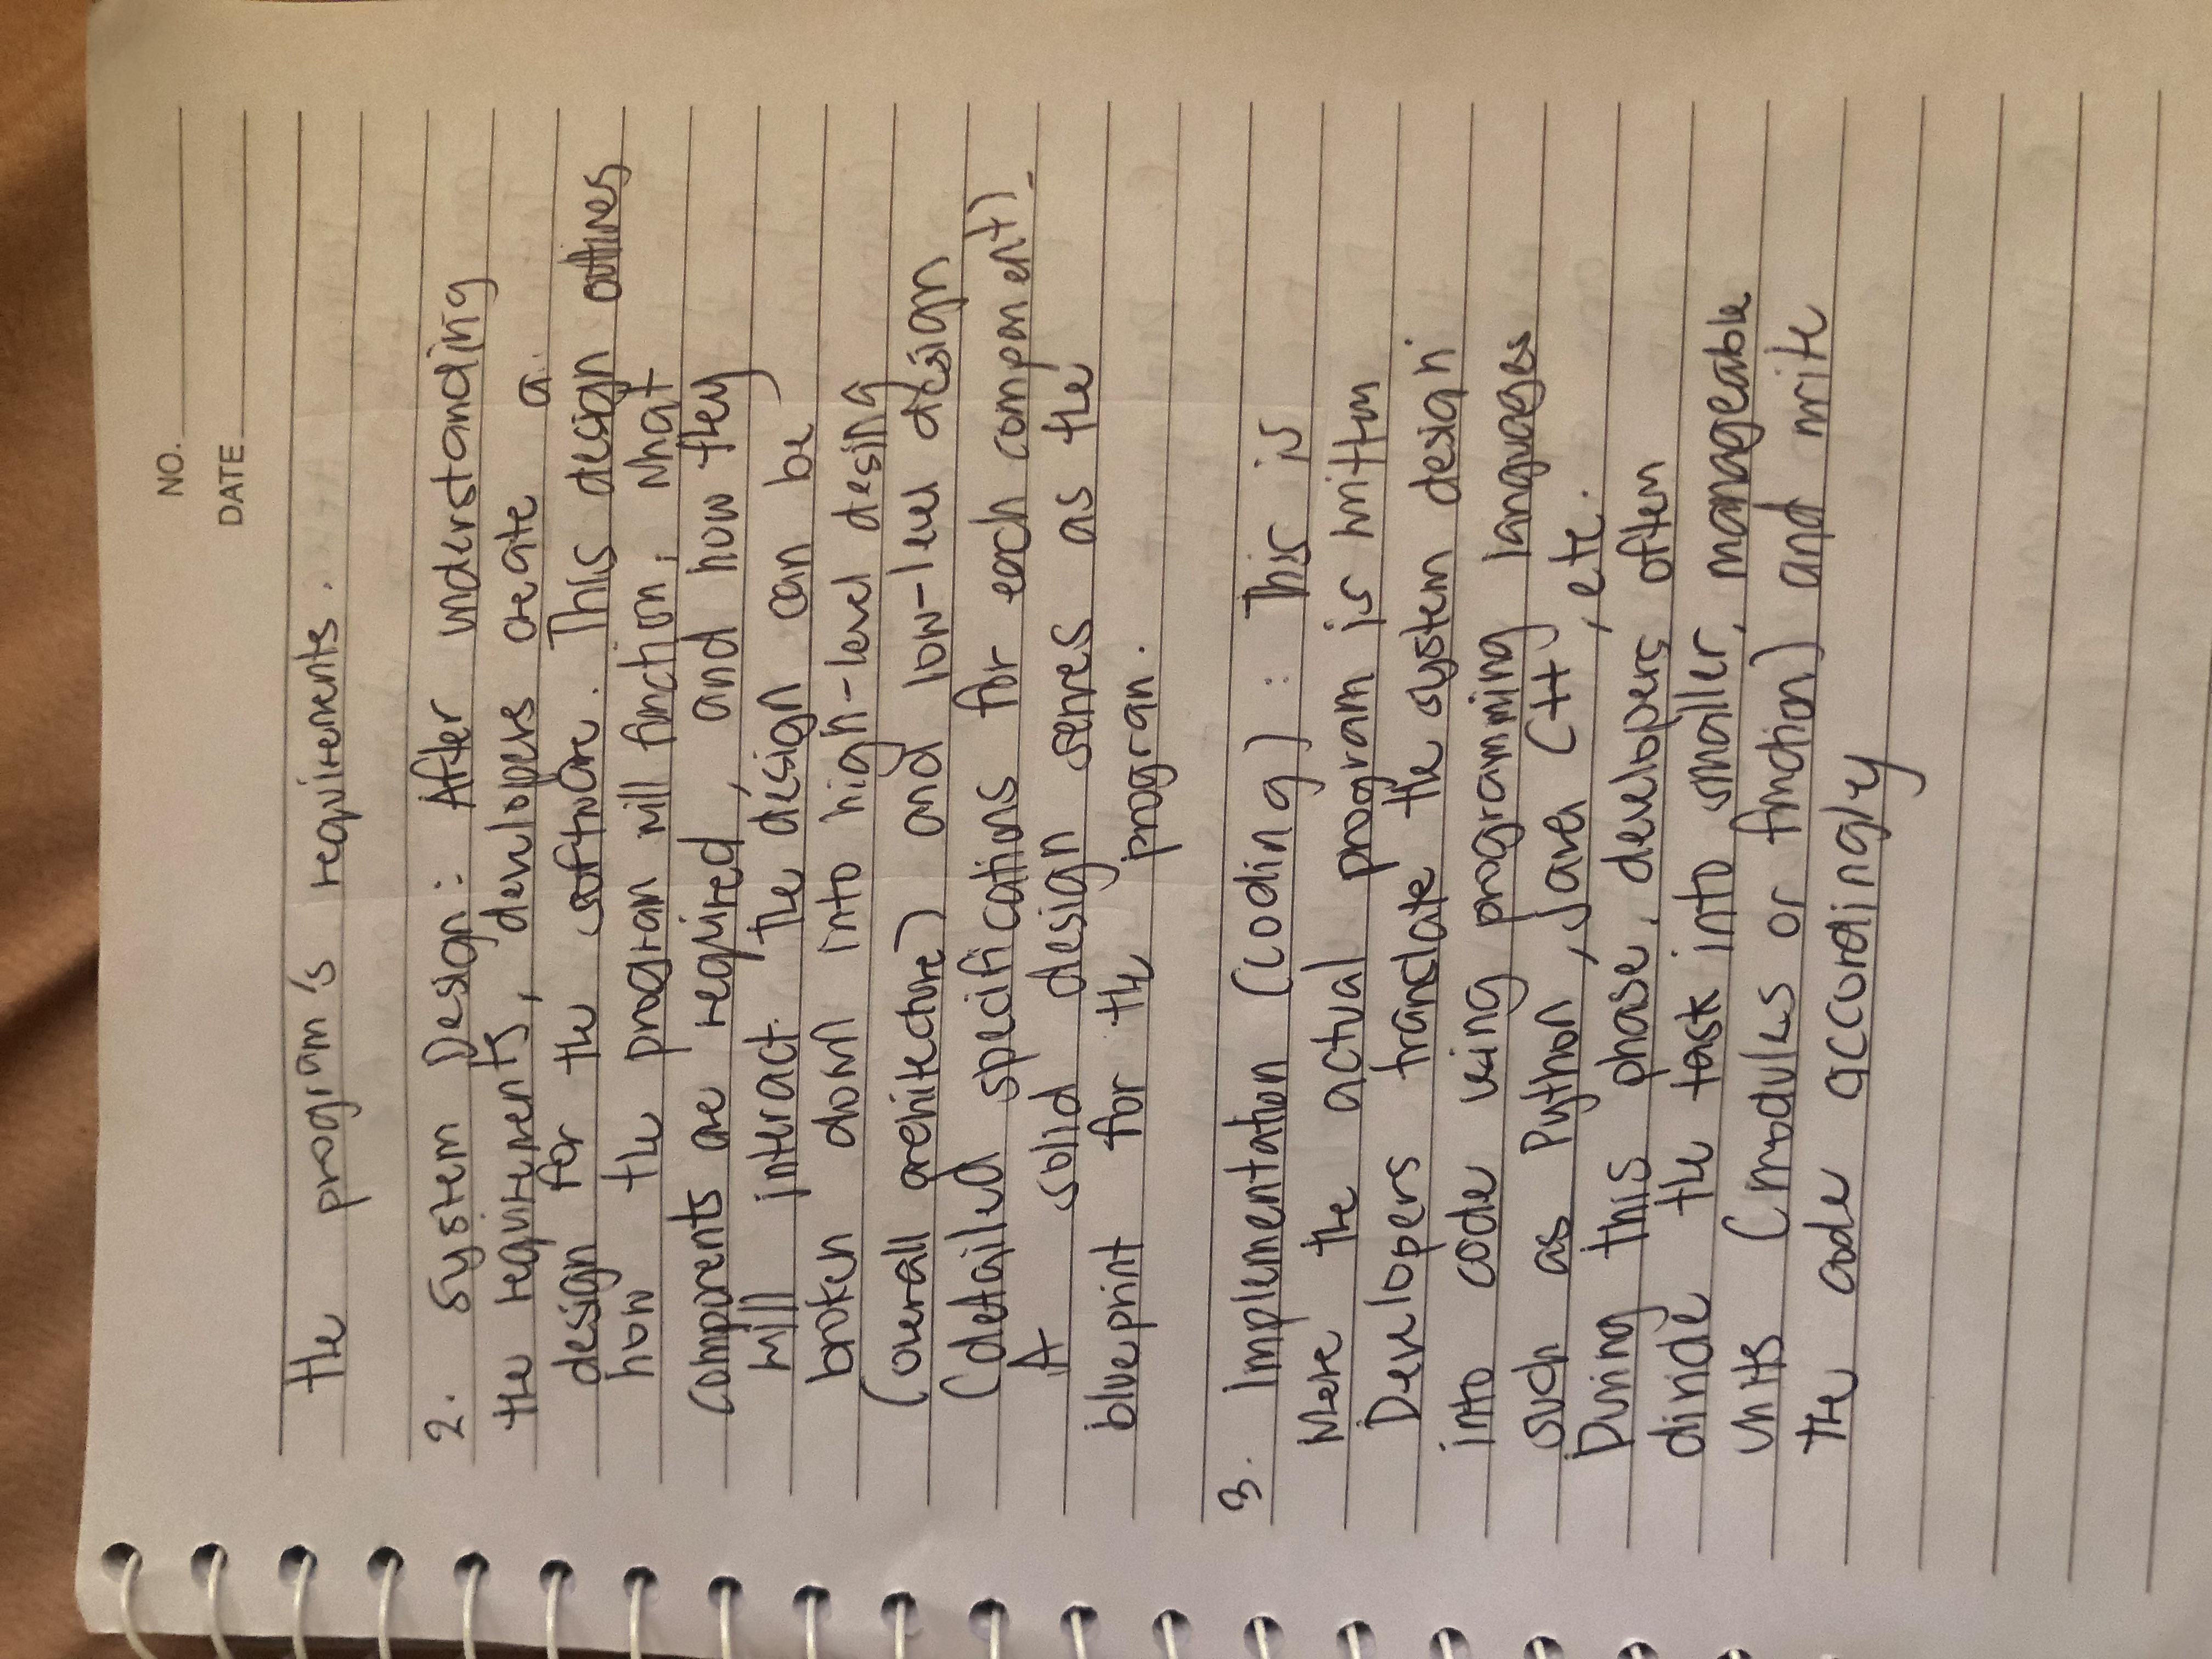 NO.
DATE
the program's requirements.
2. System Design: After understanding
the requirements, developers create a
design for the software. This design outlines
how the program will function, what
components are required, and how they
will interact. The design can be
broken down into high-level desing
(overall architecture) and low-level design
(detailed specifications for each component).
A solid design serves as the
blueprint for the program.
3. Implementation (coding): This is
where the actual program is written
Developers translate the system design
into code using programming languages
such as Python, Java C++, etc.
During this phase, developers often
divide the task into smaller, manageable
units (modules or function) and write
the code accordingly